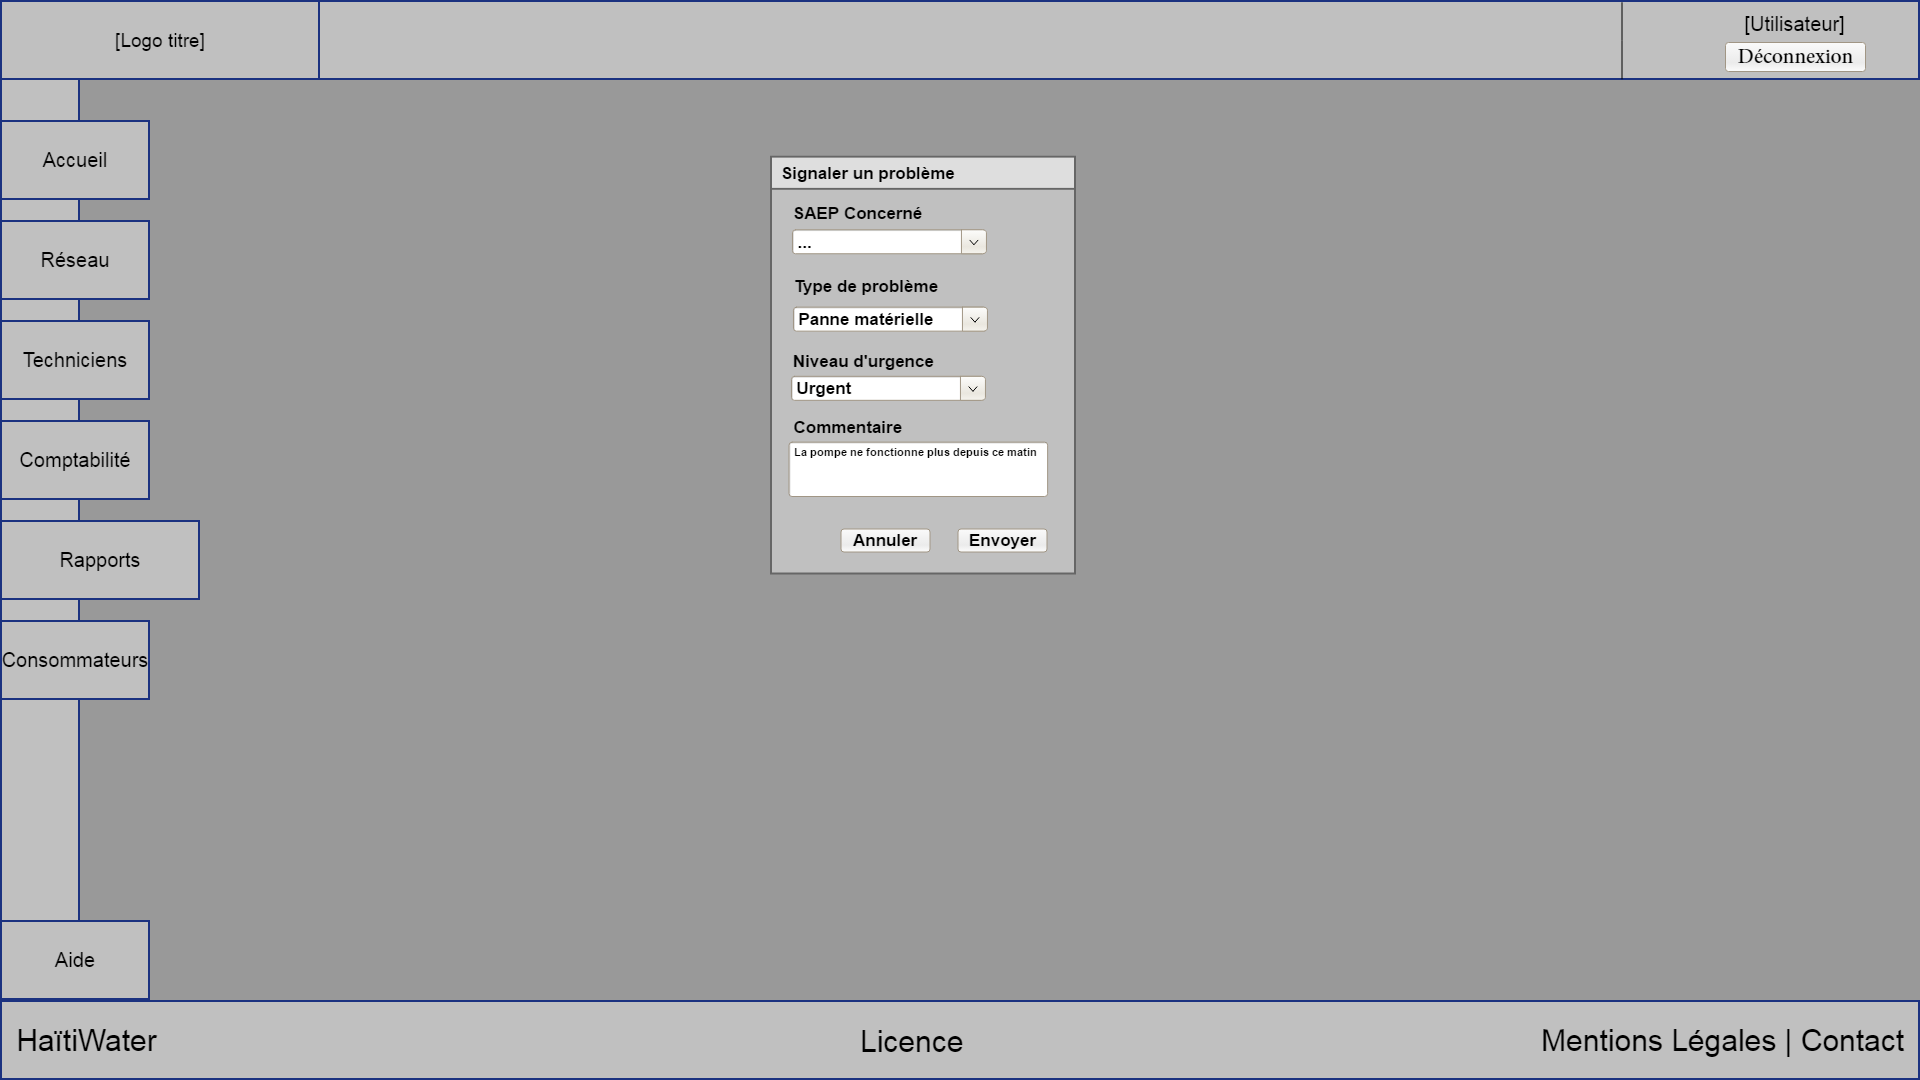 [Logo titre]
[Utilisateur]
Déconnexion
Accueil
Réseau
Techniciens
Comptabilité
Rapports
Consommateurs
Aide
Signaler un problème
SAEP Concerné
...
Type de problème
Panne matérielle
Niveau d'urgence
Urgent
Commentaire
La pompe ne fonctionne plus depuis ce matin
Annuler
Envoyer
HaïtiWater
Licence
Mentions Légales | Contact